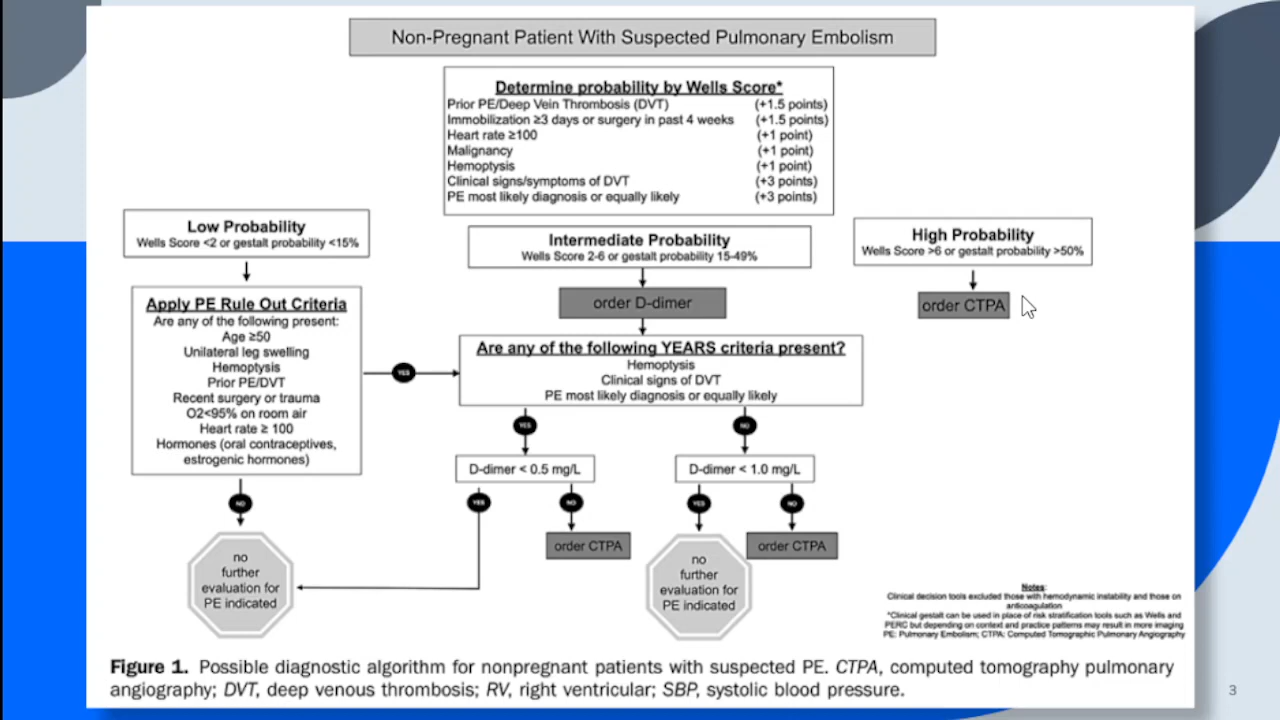 Non-Pregnant Patient With Suspected Pulmonary Embolism
Determine probability by Wells Score*
Prior PE/Deep Vein Thrombosis (DVT) (+1.5 points)
Immobilization ≥3 days or surgery in past 4 weeks (+1.5 points)
Heart rate ≥100 (+1 point)
Malignancy (+1 point)
Hemoptysis (+1 point)
Clinical signs/symptoms of DVT (+3 points)
PE most likely diagnosis or equally likely (+3 points)
Low Probability
Wells Score <2 or gestalt probability <15%
Intermediate Probability
Wells Score 2-6 or gestalt probability 15-49%
High Probability
Wells Score >6 or gestalt probability >50%
Apply PE Rule Out Criteria
Are any of the following present:
Age ≥50
Unilateral leg swelling
Hemoptysis
Prior PE/DVT
Recent surgery or trauma
O2<95% on room air
Heart rate ≥ 100
Hormones (oral contraceptives,
estrogenic hormones)
YES
order D-dimer
order CTPA
Are any of the following YEARS criteria present?
Hemoptysis
Clinical signs of DVT
PE most likely diagnosis or equally likely
YES
NO
D-dimer < 0.5 mg/L
D-dimer < 1.0 mg/L
NO
YES
NO
YES
NO
order CTPA
order CTPA
no
further
evaluation for
PE indicated
no
further
evaluation for
PE indicated
Notes:
Clinical decision tools excluded those with hemodynamic instability and those on
anticoagulation
*Clinical gestalt can be used in place of risk stratification tools such as Wells and
PERC but depending on context and practice patterns may result in more imaging
PE: Pulmonary Embolism; CTPA: Computed Tomographic Pulmonary Angiography
Figure 1. Possible diagnostic algorithm for nonpregnant patients with suspected PE. CTPA, computed tomography pulmonary
angiography; DVT, deep venous thrombosis; RV, right ventricular; SBP, systolic blood pressure.
3